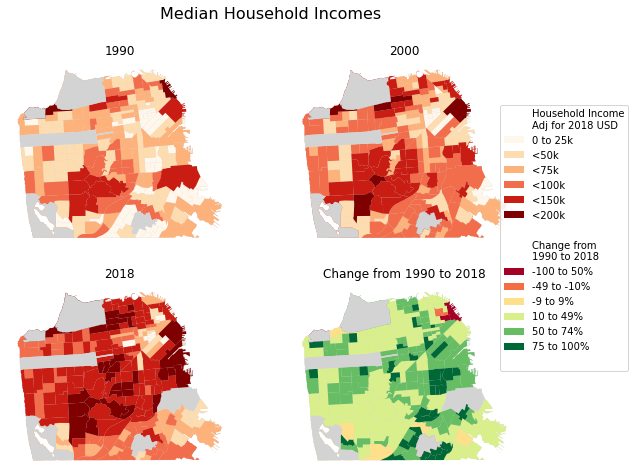 Median Household Incomes
1990
2000
Household Income
Adj for 2018 USD
0 to 25k
<50k
<75k
<100k
<150k
<200k
Change from
1990 to 2018
-100 to 50%
-49 to -10%
-9 to 9%
10 to 49%
50 to 74%
75 to 100%
2018
Change from 1990 to 2018